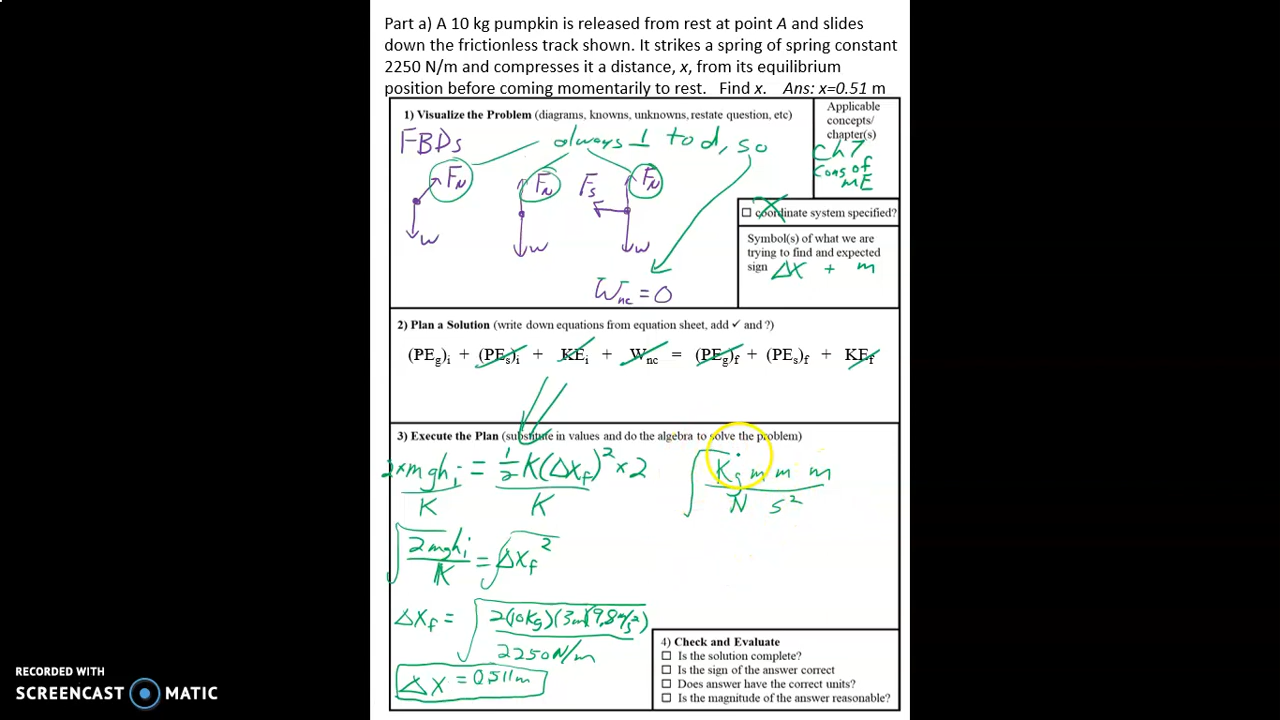 Part a) A 10 kg pumpkin is released from rest at point A and slides
down the frictionless track shown. It strikes a spring of spring constant
2250 N/m and compresses it a distance, x, from its equilibrium
position before coming momentarily to rest. Find x. Ans: x=0.51 m
1) Visualize the Problem (diagrams, knowns, unknowns, restate question, etc)
Applicable
concepts/
chapter(s)
Ch 7
Cons of
ME
FBDs
always ⊥ to d, so
FN
FN
Fs
FN
W
W
W
Wnc = 0
☐ coordinate system specified?
Symbol(s) of what we are
trying to find and expected
sign ΔX + m
2) Plan a Solution (write down equations from equation sheet, add ✓ and ?)
(PEg)i + (PEs)i + KEi + Wnc = (PEg)f + (PEs)f + KEf
3) Execute the Plan (substitute in values and do the algebra to solve the problem)
2×mghi = 1/2 K(ΔXf)² ×2
K K
√ Kg m m m
N s²
√ 2mghi / K = √ ΔXf²
ΔXf = √ 2(10kg)(3m)(9.8m/s²)
2250N/m
ΔX = 0.511m
4) Check and Evaluate
☐ Is the solution complete?
☐ Is the sign of the answer correct
☐ Does answer have the correct units?
☐ Is the magnitude of the answer reasonable?
RECORDED WITH
SCREENCAST MATIC